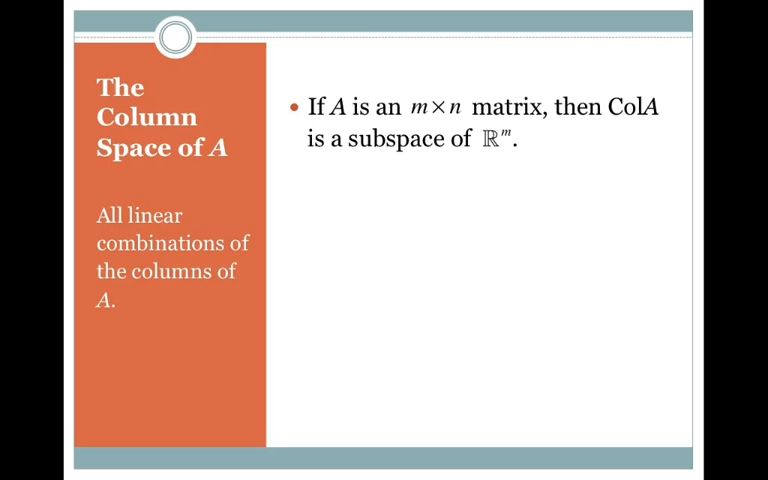 The
Column
Space of A
All linear
combinations of
the columns of
A.
• If A is an m×n matrix, then ColA
is a subspace of ℝᵐ.